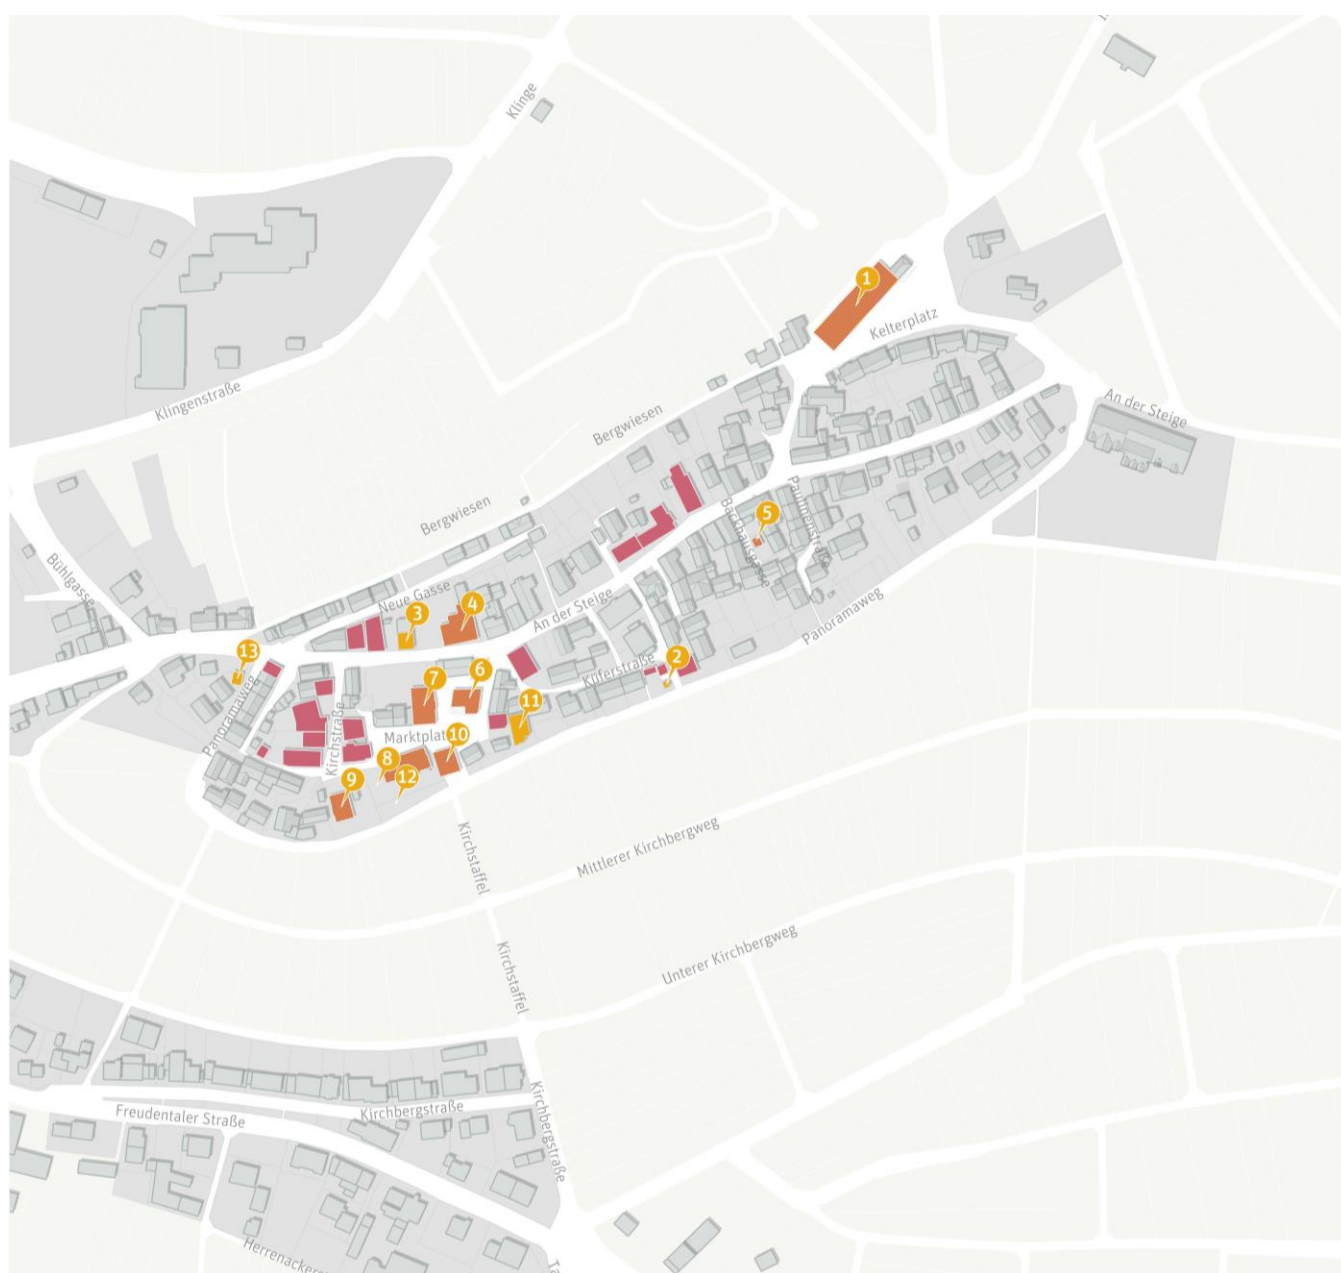 Klinge
1
Kelterplatz
Klingenstraße
An der Steige
Bergwiesen
Bergwiesen
Paulinenstraße
Backhausgasse
5
Bühlgasse
Neue Gasse
3
4
An der Steige
Panoramaweg
13
Küferstraße
2
6
7
11
Panoramaweg
Kirchstraße
Marktplatz
10
8
12
9
Kirchstaffel
Mittlerer Kirchbergweg
Kirchstaffel
Unterer Kirchbergweg
Freudentaler Straße
Kirchbergstraße
Kirchbergstraße